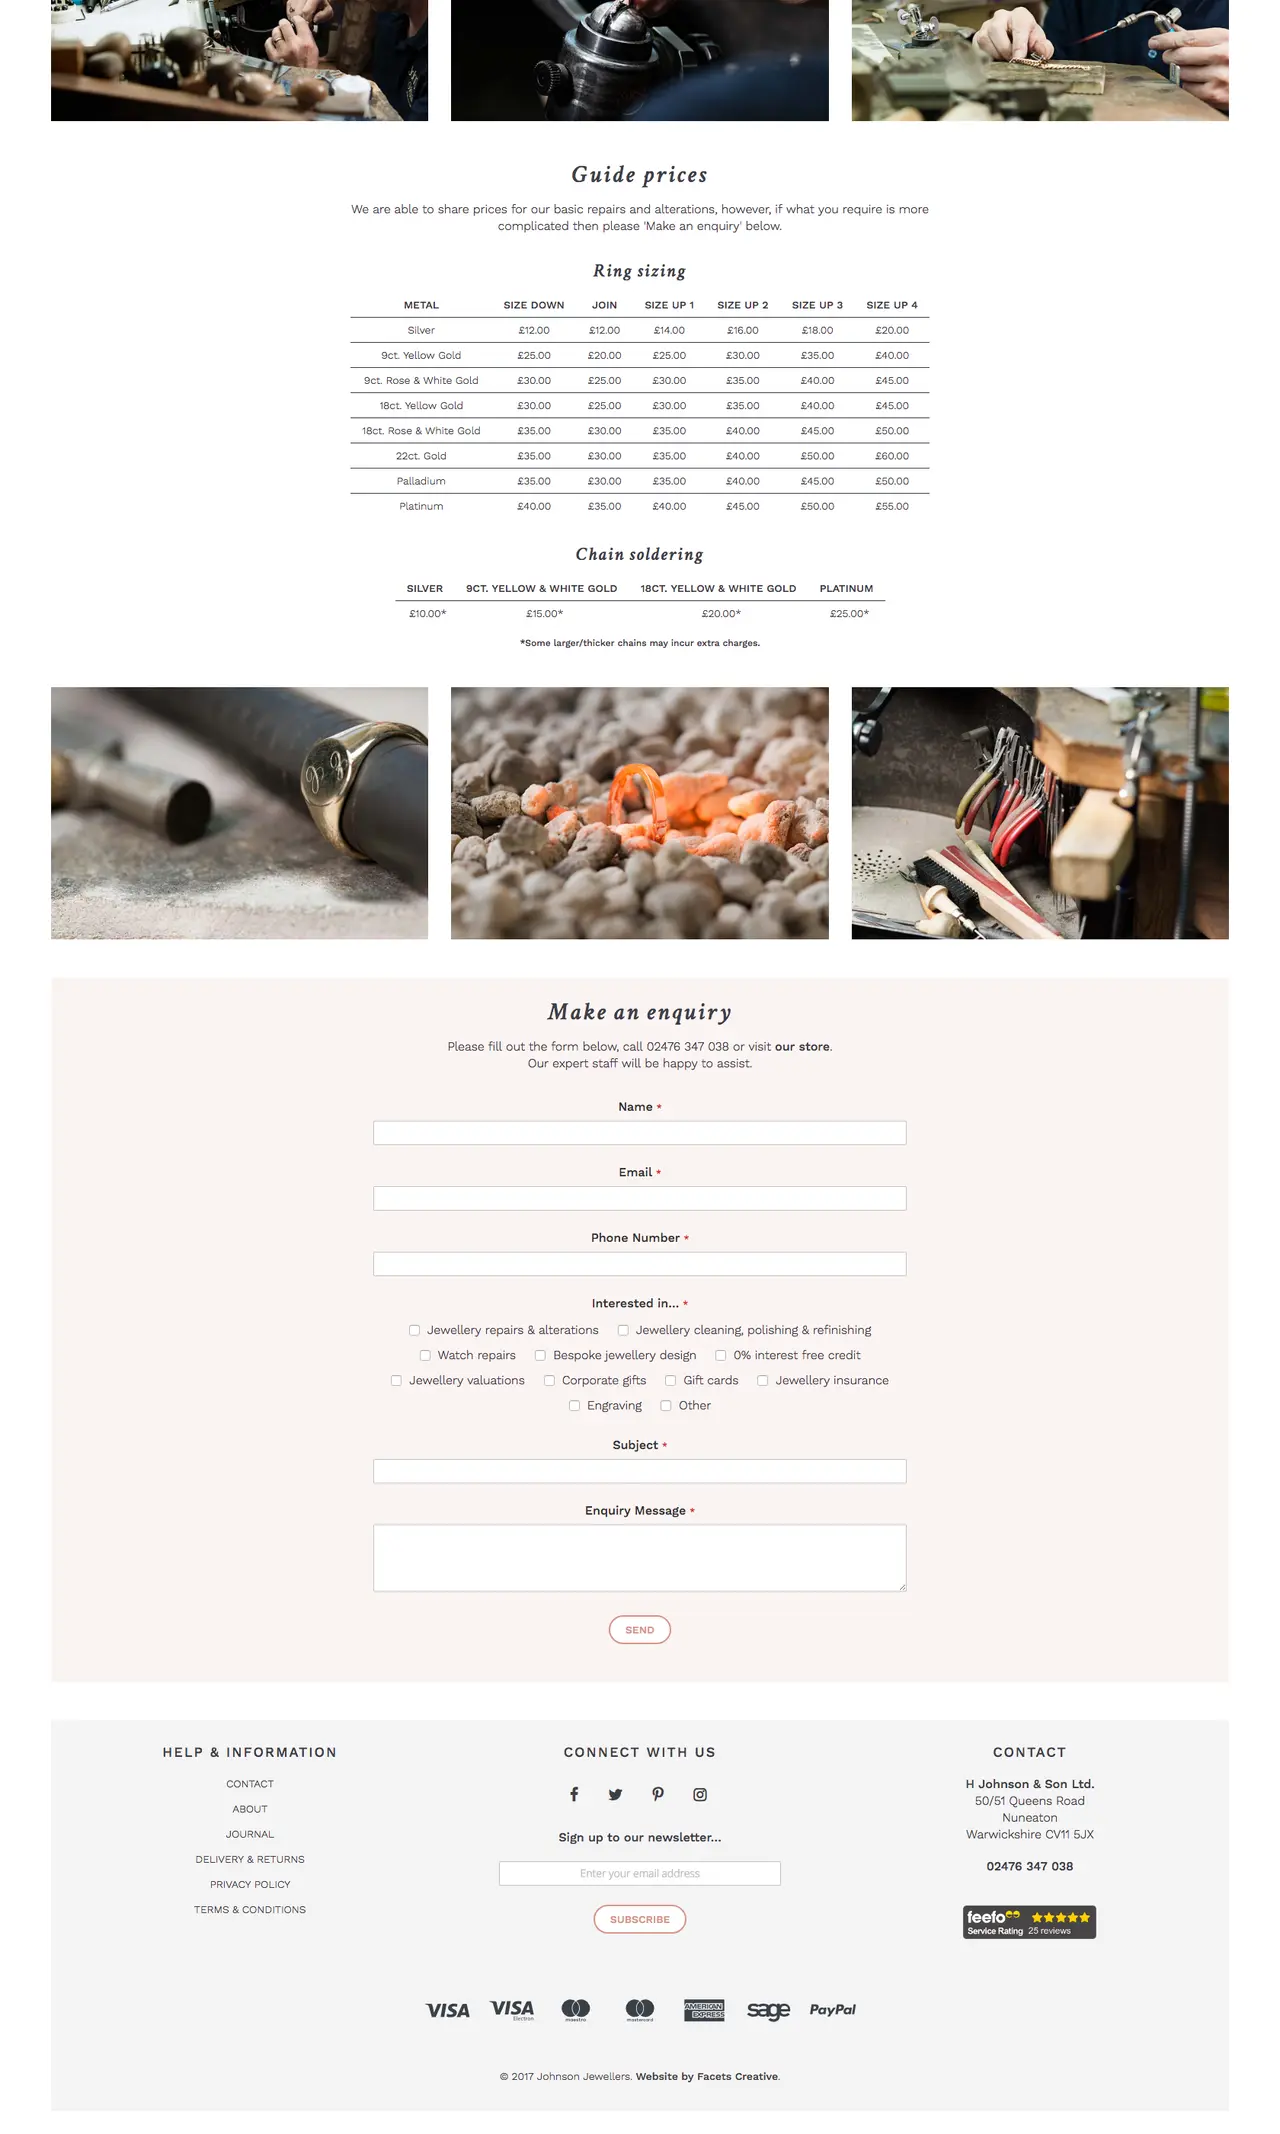 Guide prices
We are able to share prices for our basic repairs and alterations, however, if what you require is more
complicated then please 'Make an enquiry' below.
Ring sizing
METAL SIZE DOWN JOIN SIZE UP 1 SIZE UP 2 SIZE UP 3 SIZE UP 4
Silver £12.00 £12.00 £14.00 £16.00 £18.00 £20.00
9ct. Yellow Gold £25.00 £20.00 £25.00 £30.00 £35.00 £40.00
9ct. Rose & White Gold £30.00 £25.00 £30.00 £35.00 £40.00 £45.00
18ct. Yellow Gold £30.00 £25.00 £30.00 £35.00 £40.00 £45.00
18ct. Rose & White Gold £35.00 £30.00 £35.00 £40.00 £45.00 £50.00
22ct. Gold £35.00 £30.00 £35.00 £40.00 £50.00 £60.00
Palladium £35.00 £30.00 £35.00 £40.00 £45.00 £50.00
Platinum £40.00 £35.00 £40.00 £45.00 £50.00 £55.00
Chain soldering
SILVER 9CT. YELLOW & WHITE GOLD 18CT. YELLOW & WHITE GOLD PLATINUM
£10.00* £15.00* £20.00* £25.00*
*Some larger/thicker chains may incur extra charges.
Make an enquiry
Please fill out the form below, call 02476 347 038 or visit our store.
Our expert staff will be happy to assist.
Name *
Email *
Phone Number *
Interested in... *
Jewellery repairs & alterations Jewellery cleaning, polishing & refinishing
Watch repairs Bespoke jewellery design 0% interest free credit
Jewellery valuations Corporate gifts Gift cards Jewellery insurance
Engraving Other
Subject *
Enquiry Message *
SEND
HELP & INFORMATION
CONTACT
ABOUT
JOURNAL
DELIVERY & RETURNS
PRIVACY POLICY
TERMS & CONDITIONS
CONNECT WITH US
Sign up to our newsletter...
Enter your email address
SUBSCRIBE
CONTACT
H Johnson & Son Ltd.
50/51 Queens Road
Nuneaton
Warwickshire CV11 5JX
02476 347 038
feefo
Service Rating 25 reviews
VISA VISA Electron maestro mastercard AMERICAN EXPRESS sage PayPal
© 2017 Johnson Jewellers. Website by Facets Creative.